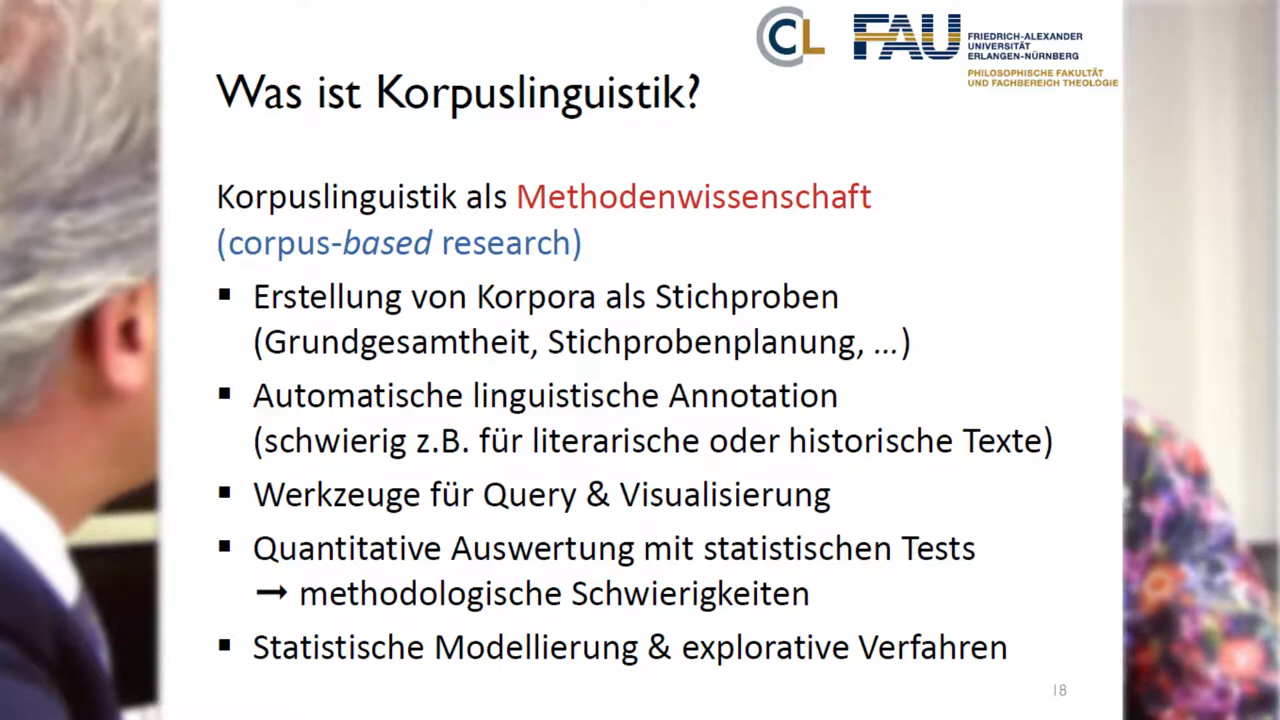 CL
FAU
FRIEDRICH-ALEXANDER
UNIVERSITÄT
ERLANGEN-NÜRNBERG
PHILOSOPHISCHE FAKULTÄT
UND FACHBEREICH THEOLOGIE
Was ist Korpuslinguistik?
Korpuslinguistik als Methodenwissenschaft
(corpus-based research)
▪ Erstellung von Korpora als Stichproben
(Grundgesamtheit, Stichprobenplanung, …)
▪ Automatische linguistische Annotation
(schwierig z.B. für literarische oder historische Texte)
▪ Werkzeuge für Query & Visualisierung
▪ Quantitative Auswertung mit statistischen Tests
→ methodologische Schwierigkeiten
▪ Statistische Modellierung & explorative Verfahren
18